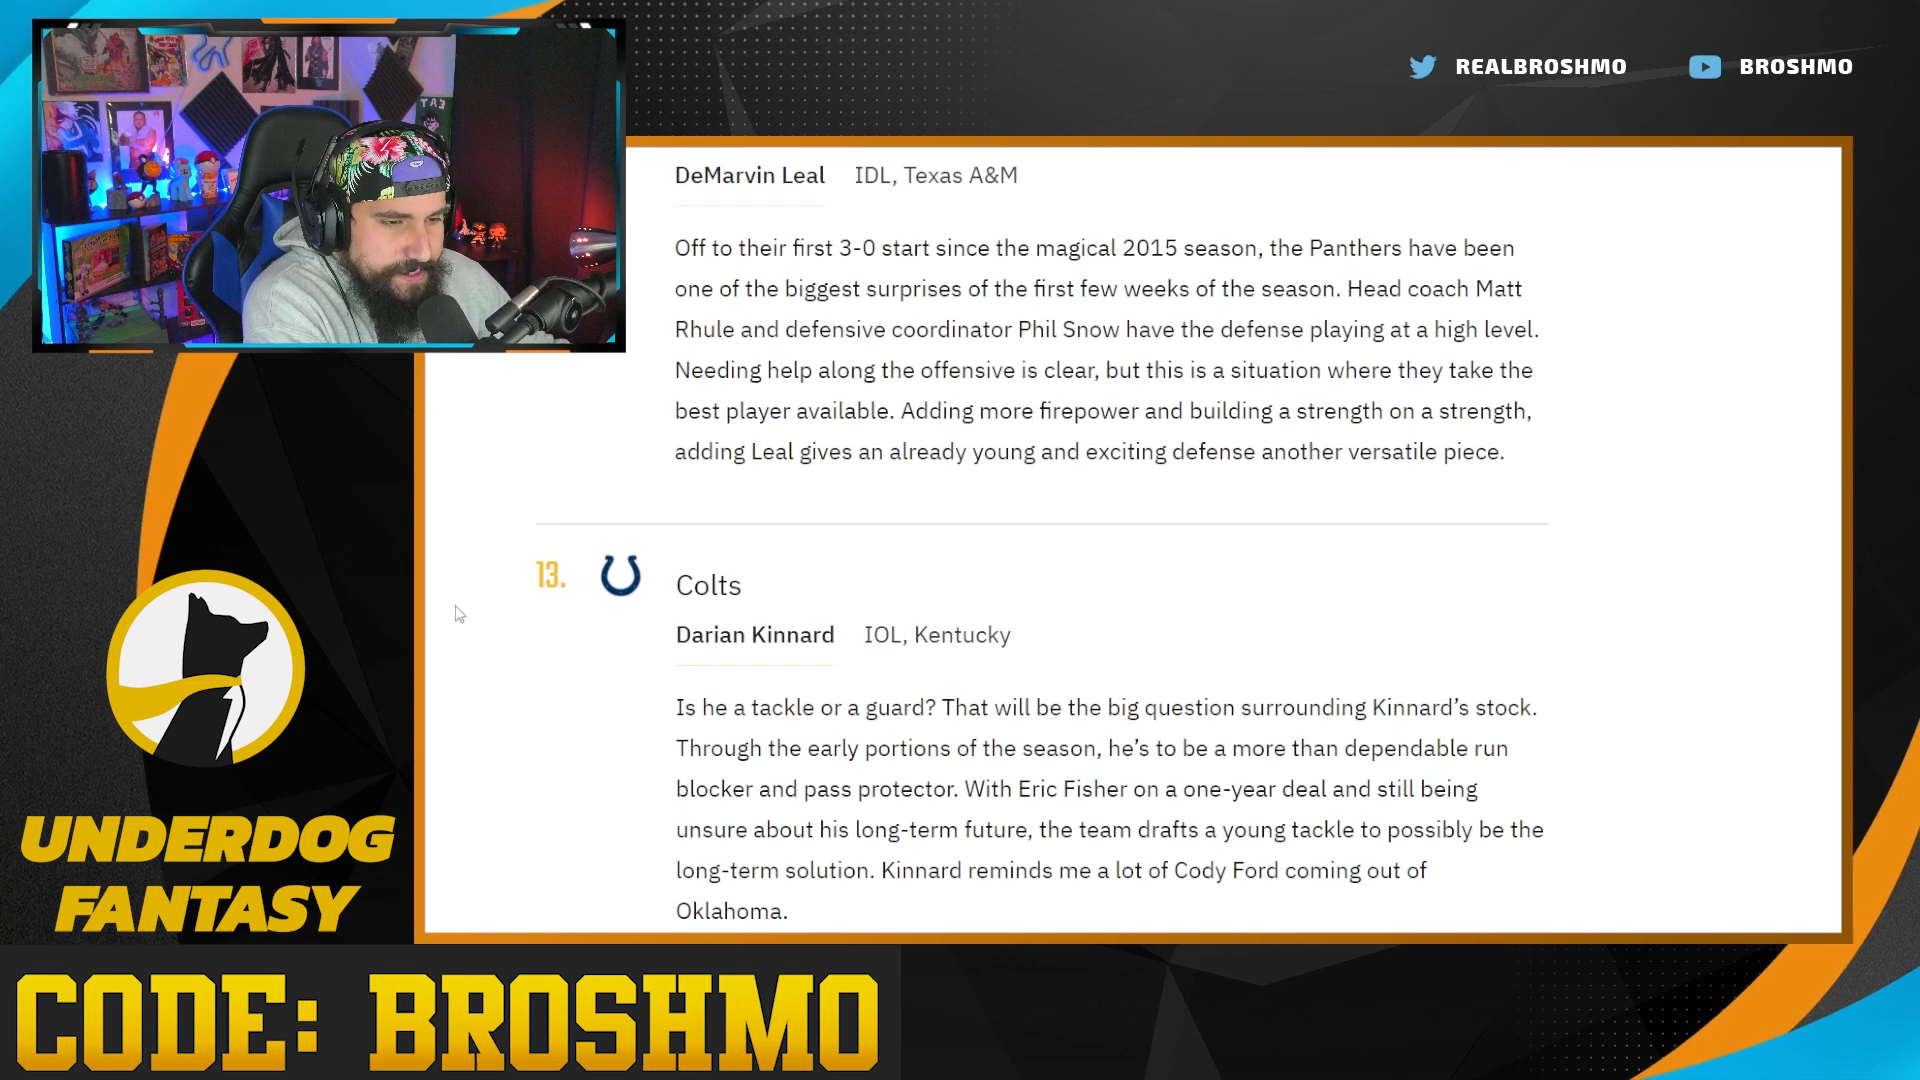 REALBROSHMO BROSHMO
DeMarvin Leal IDL, Texas A&M
Off to their first 3-0 start since the magical 2015 season, the Panthers have been
one of the biggest surprises of the first few weeks of the season. Head coach Matt
Rhule and defensive coordinator Phil Snow have the defense playing at a high level.
Needing help along the offensive is clear, but this is a situation where they take the
best player available. Adding more firepower and building a strength on a strength,
adding Leal gives an already young and exciting defense another versatile piece.
13. Colts
Darian Kinnard IOL, Kentucky
Is he a tackle or a guard? That will be the big question surrounding Kinnard’s stock.
Through the early portions of the season, he’s to be a more than dependable run
blocker and pass protector. With Eric Fisher on a one-year deal and still being
unsure about his long-term future, the team drafts a young tackle to possibly be the
long-term solution. Kinnard reminds me a lot of Cody Ford coming out of
Oklahoma.
UNDERDOG
FANTASY
CODE: BROSHMO